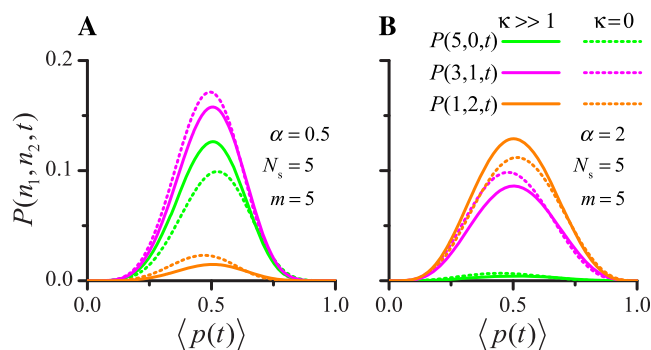 A
B
κ>>1 κ=0
P(5,0,t)
P(3,1,t)
P(1,2,t)
P(n₁,n₂,t)
0.2
0.1
0.0
α=0.5
Nₛ=5
m=5
α=2
Nₛ=5
m=5
0.0 0.5 1.0
0.0 0.5 1.0
⟨p(t)⟩
⟨p(t)⟩